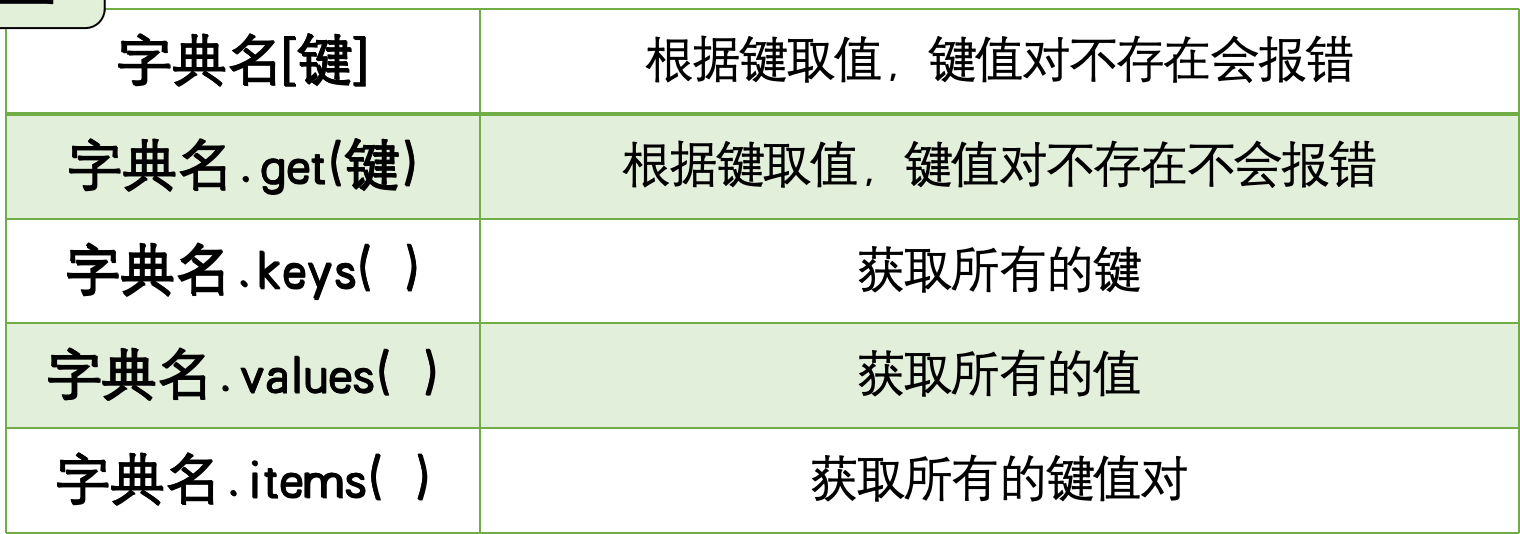 字典名[键] 根据键取值，键值对不存在会报错
字典名.get(键) 根据键取值，键值对不存在不会报错
字典名.keys( ) 获取所有的键
字典名.values( ) 获取所有的值
字典名.items( ) 获取所有的键值对